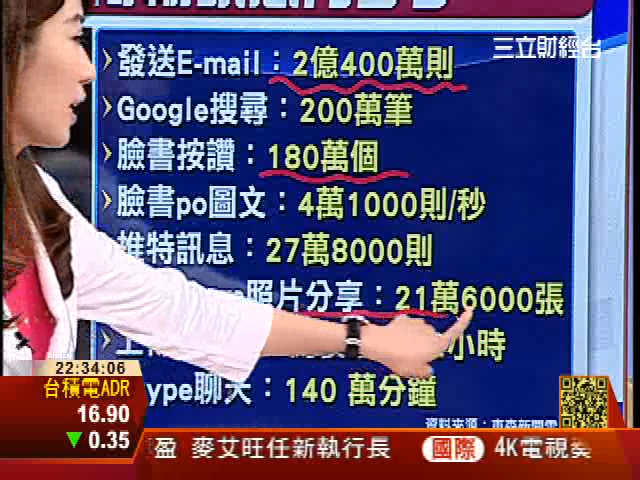 三立財經台
發送E-mail：2億400萬則
Google搜尋：200萬筆
臉書按讚：180萬個
臉書po圖文：4萬1000則/秒
推特訊息：27萬8000則
照片分享：21萬6000張
小時
ype聊天：140 萬分鐘
22:34:06
台積電ADR
16.90
▼0.35
盈 麥艾旺任新執行長 國際 4K電視